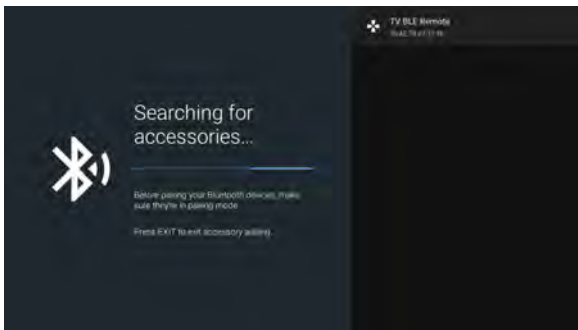 Searching for
accessories...
Before pairing your Bluetooth devices, make
sure they're in pairing mode.
Press EXIT to exit accessory adding.
TV BLE Remote